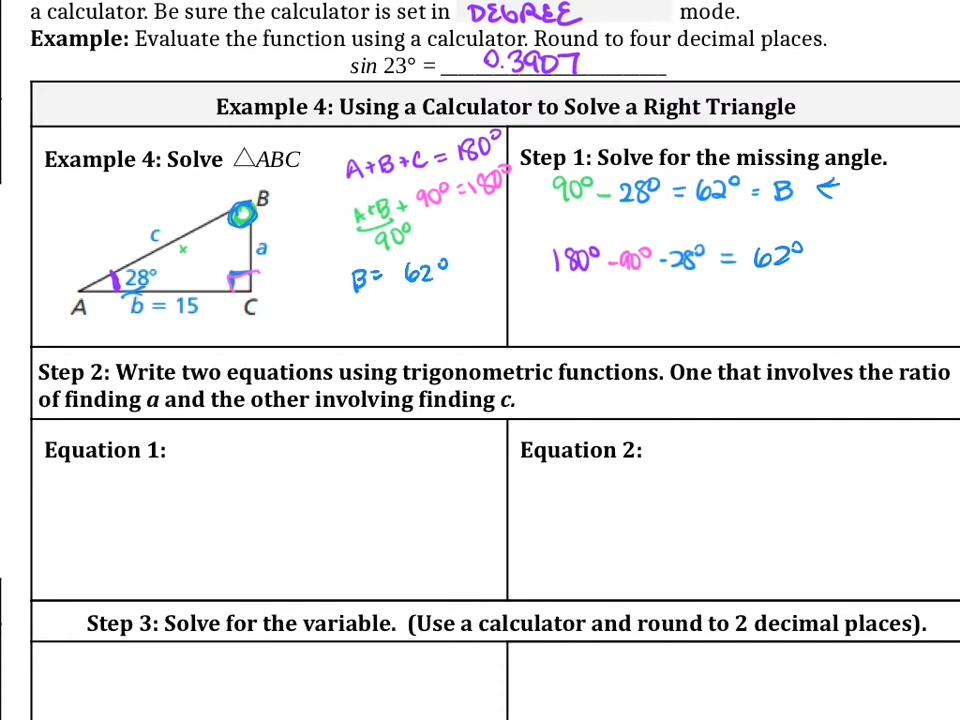 a calculator. Be sure the calculator is set in DEGREE mode.
Example: Evaluate the function using a calculator. Round to four decimal places.
sin 23° = 0.3907
Example 4: Using a Calculator to Solve a Right Triangle
Example 4: Solve △ABC
A+B+C = 180°
A+B + 90° = 180°
90°
B = 62°
B
c
x
a
28°
A
b = 15
C
Step 1: Solve for the missing angle.
90° - 28° = 62° = B ←
180° - 90° - 28° = 62°
Step 2: Write two equations using trigonometric functions. One that involves the ratio
of finding a and the other involving finding c.
Equation 1:
Equation 2:
Step 3: Solve for the variable. (Use a calculator and round to 2 decimal places).